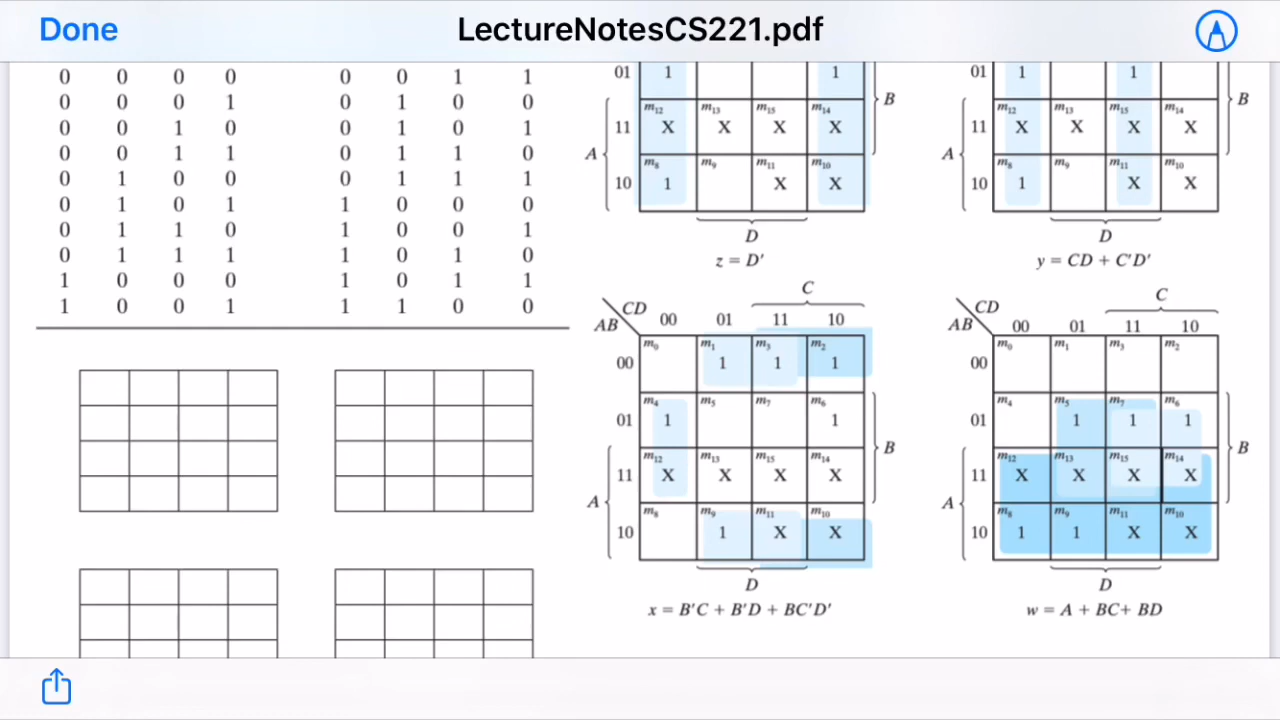 Done LectureNotesCS221.pdf
0 0 0 0 0 0 1 1
0 0 0 1 0 1 0 0
0 0 1 0 0 1 0 1
0 0 1 1 0 1 1 0
0 1 0 0 0 1 1 1
0 1 0 1 1 0 0 0
0 1 1 0 1 0 0 1
0 1 1 1 1 0 1 0
1 0 0 0 1 0 1 1
1 0 0 1 1 1 0 0
01 1 1
B
m12 m13 m15 m14
11 X X X X
A
m8 m9 m11 m10
10 1 X X
D
z = D'
01 1 1
B
m12 m13 m15 m14
11 X X X X
A
m8 m9 m11 m10
10 1 X X
D
y = CD + C'D'
C
CD
AB 00 01 11 10
m0 m1 m3 m2
00 1 1 1
m4 m5 m7 m6
01 1 1
B
m12 m13 m15 m14
11 X X X X
A
m8 m9 m11 m10
10 1 X X
D
x = B'C + B'D + BC'D'
C
CD
AB 00 01 11 10
m0 m1 m3 m2
00
m4 m5 m7 m6
01 1 1 1
B
m12 m13 m15 m14
11 X X X X
A
m8 m9 m11 m10
10 1 1 X X
D
w = A + BC+ BD